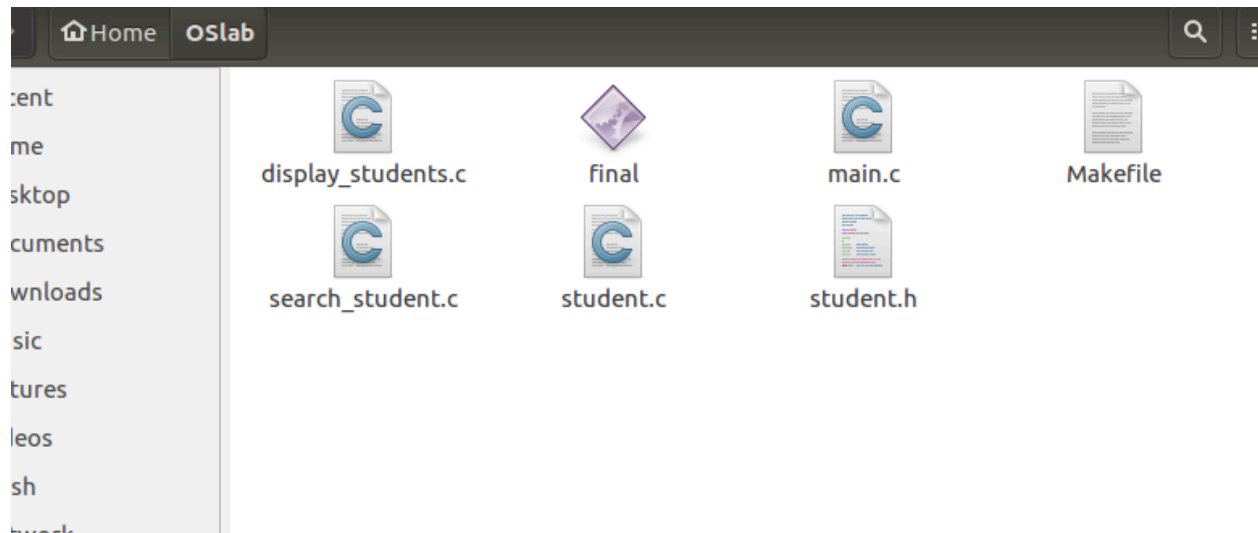 Home OSlab
cent
me
sktop
cuments
wnloads
sic
tures
leos
sh
display_students.c final main.c Makefile
search_student.c student.c student.h